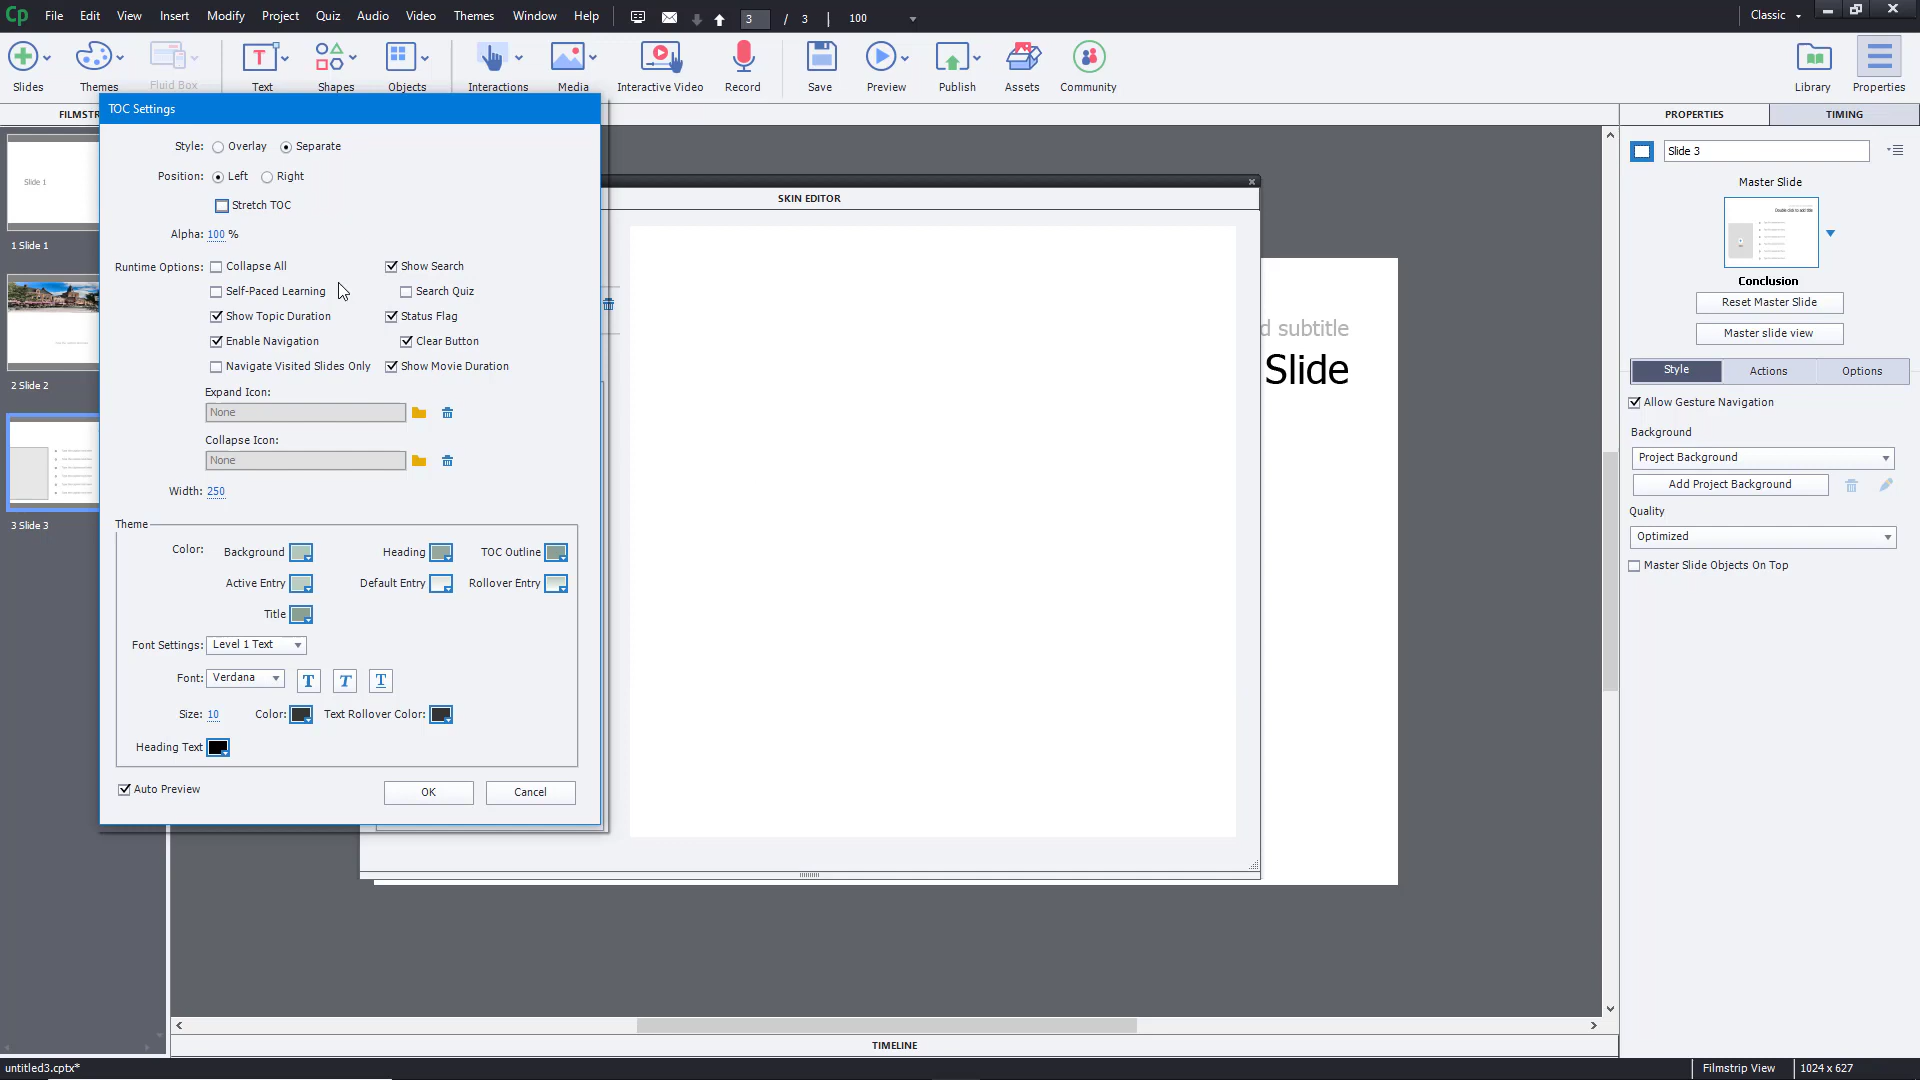 Cp File Edit View Insert Modify Project Quiz Audio Video Themes Window Help 3 / 3 | 100 Classic
Slides Themes Fluid Box Text Shapes Objects Interactions Media Interactive Video Record Save Preview Publish Assets Community Library Properties
FILMSTR
TOC Settings
Style: Overlay Separate
Position: Left Right
Stretch TOC
Alpha: 100 %
Runtime Options: Collapse All Show Search
Self-Paced Learning Search Quiz
Show Topic Duration Status Flag
Enable Navigation Clear Button
Navigate Visited Slides Only Show Movie Duration
Expand Icon:
None
Collapse Icon:
None
Width: 250
Theme
Color: Background Heading TOC Outline
Active Entry Default Entry Rollover Entry
Title
Font Settings: Level 1 Text
Font: Verdana T T T
Size: 10 Color: Text Rollover Color:
Heading Text
Auto Preview OK Cancel
Slide 1
1 Slide 1
2 Slide 2
3 Slide 3
SKIN EDITOR
d subtitle
Slide
PROPERTIES TIMING
Slide 3
Master Slide
Double click to add title
Conclusion
Reset Master Slide
Master slide view
Style Actions Options
Allow Gesture Navigation
Background
Project Background
Add Project Background
Quality
Optimized
Master Slide Objects On Top
TIMELINE
untitled3.cptx* Filmstrip View 1024 x 627